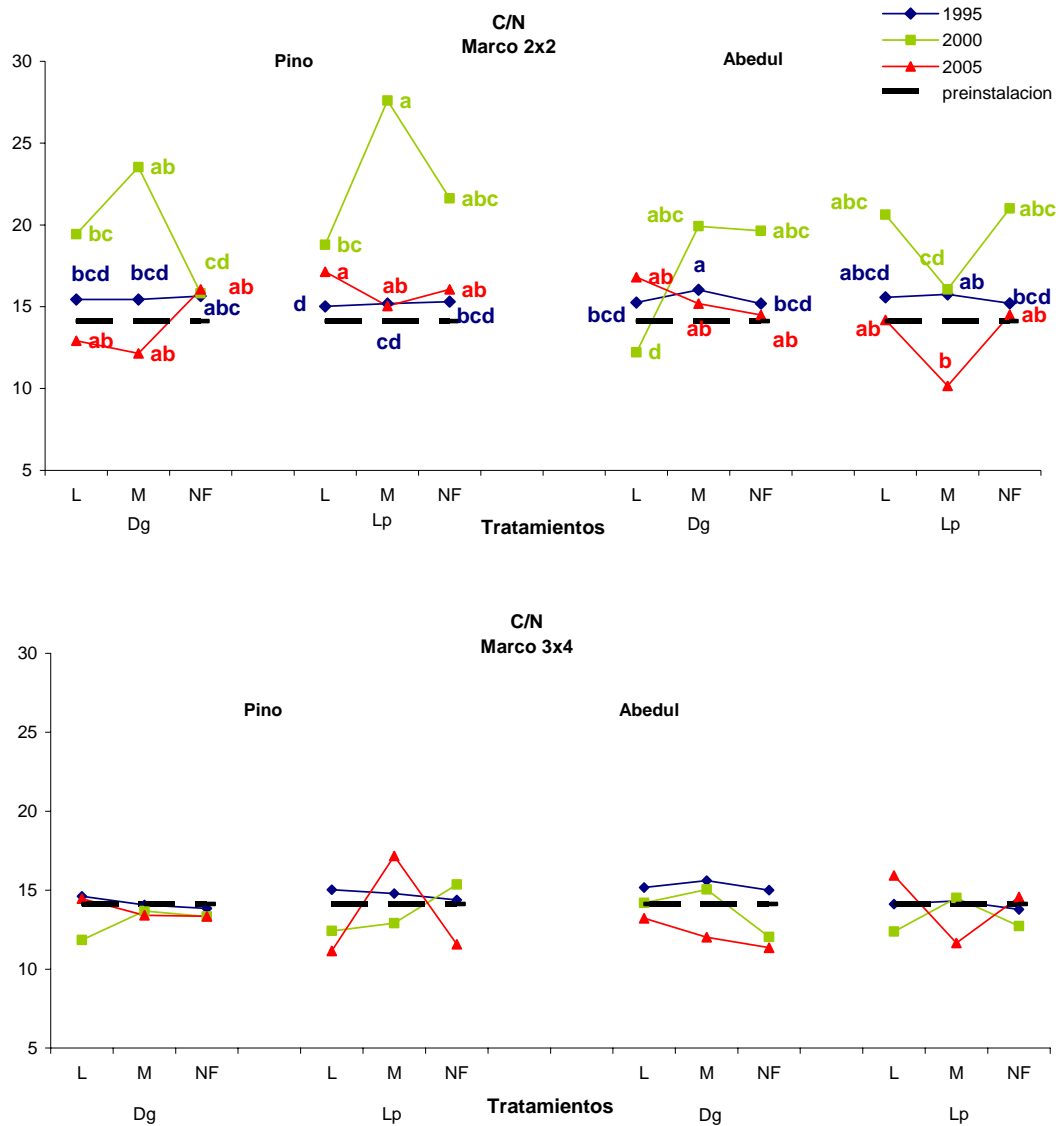 C/N
Marco 2x2
1995
2000
2005
preinstalacion
Pino
Abedul
30
25
20
15
10
5
bc
ab
cd
bcd
bcd
abc
ab
ab
ab
bc
a
abc
a
ab
ab
d
cd
bcd
abc
abc
d
a
bcd
bcd
ab
ab
ab
abc
cd
abc
abcd
ab
bcd
ab
b
ab
L M NF L M NF L M NF L M NF
Dg Lp Dg Lp
Tratamientos
C/N
Marco 3x4
Pino
Abedul
30
25
20
15
10
5
L M NF L M NF L M NF L M NF
Dg Lp Dg Lp
Tratamientos